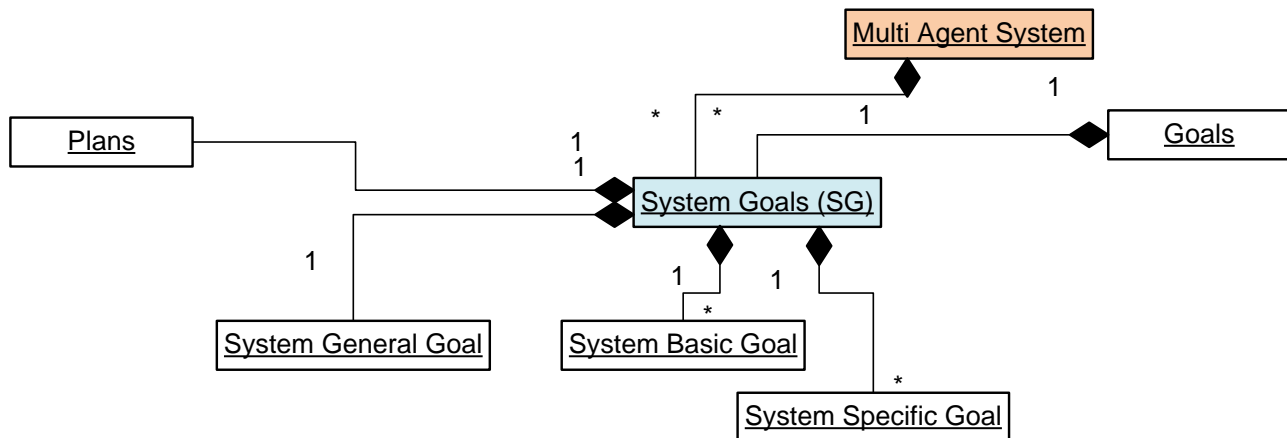 Multi Agent System
1
1
* *
Plans
1
Goals
1
System Goals (SG)
1
1
1
*
System General Goal
System Basic Goal
*
System Specific Goal